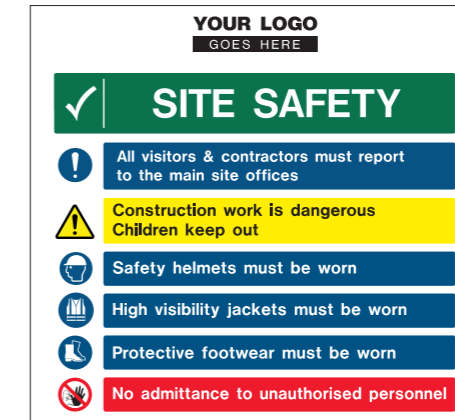 YOUR LOGO
GOES HERE
SITE SAFETY
All visitors & contractors must report
to the main site offices
Construction work is dangerous
Children keep out
Safety helmets must be worn
High visibility jackets must be worn
Protective footwear must be worn
No admittance to unauthorised personnel